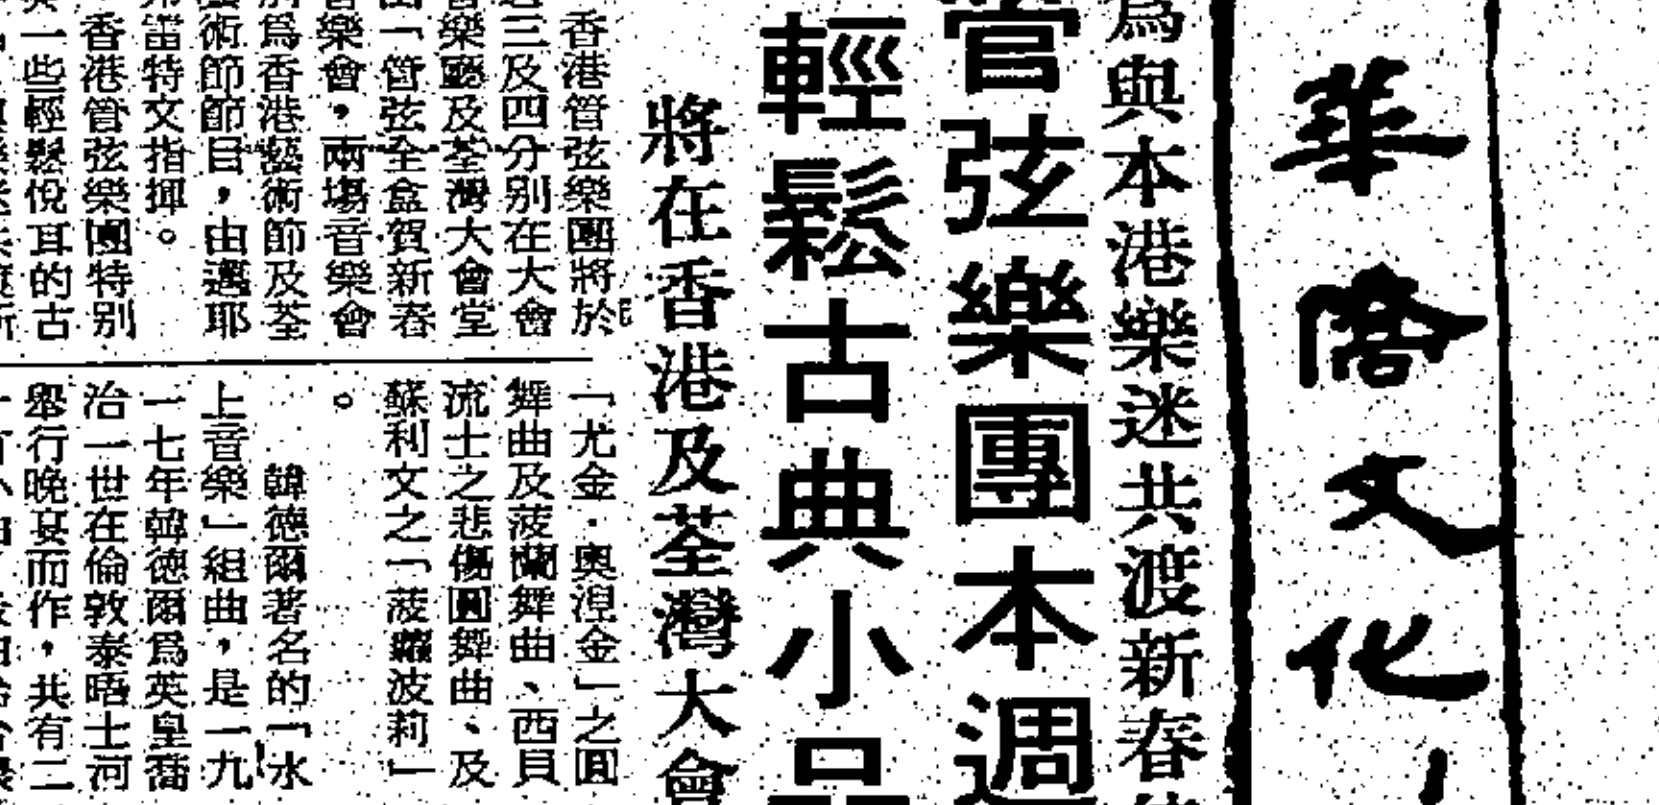 華僑文化
為與本港樂迷共渡新春
管弦樂團本週
輕鬆古典小品
將在香港及荃灣大會
香港管弦樂團將於
三及四分別在大會
音樂廳及荃灣大會堂
「管弦全盒賀新春
音樂會，兩場音樂會
為香港藝術節及荃
藝術節節目，由邁耶
當特文指揮。
香港管弦樂團特別
一些輕鬆悅耳的古
「尤金·奧湼金」之圓
舞曲及菠蘭舞曲、西貝
流士之悲傷圓舞曲、及
蘇利文之「菠蘿波莉」
。
韓德爾著名的「水
上音樂」組曲，是一九
一七年韓德爾爲英皇喬
治一世在倫敦泰晤士河
舉行晚宴而作，共有二